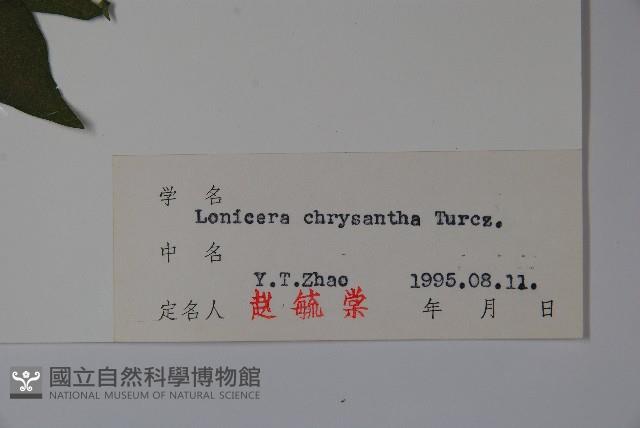 学 名
Lonicera chrysantha Turcz.
中 名
Y.T.Zhao 1995.08.11.
定名人 赵毓棠 年 月 日
國立自然科學博物館
NATIONAL MUSEUM OF NATURAL SCIENCE